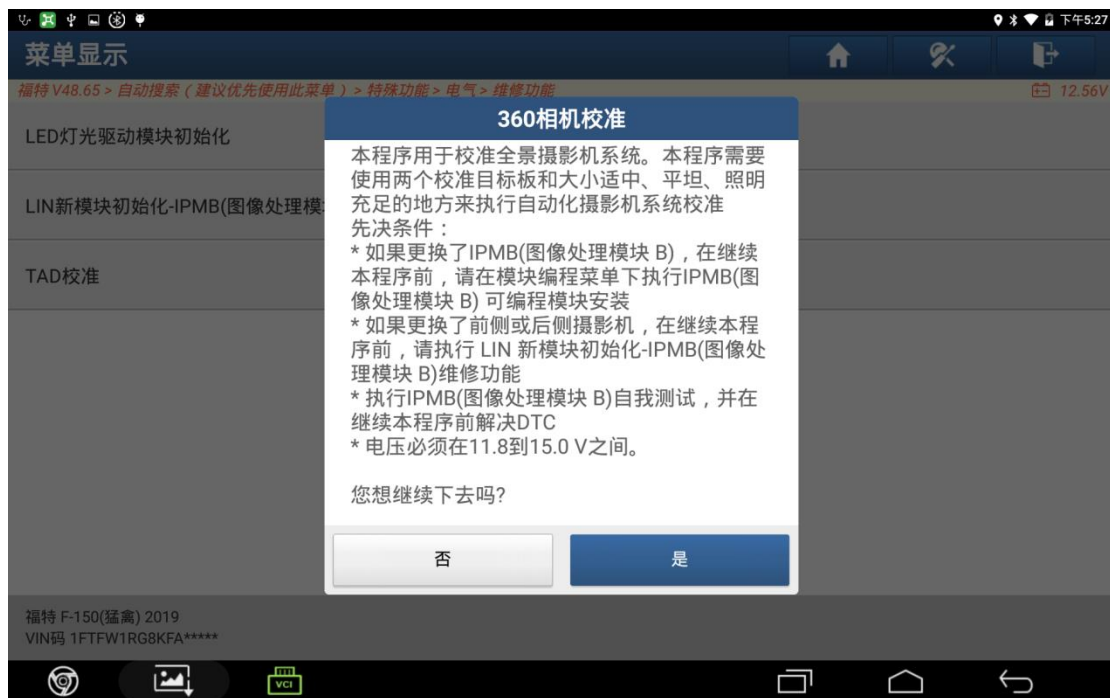 下午5:27
菜单显示
福特 V48.65 > 自动搜索（建议优先使用此菜单）> 特殊功能 > 电气 > 维修功能
12.56V
LED灯光驱动模块初始化
LIN新模块初始化-IPMB(图像处理模
TAD校准
360相机校准
本程序用于校准全景摄影机系统。本程序需要
使用两个校准目标板和大小适中、平坦、照明
充足的地方来执行自动化摄影机系统校准
先决条件：
* 如果更换了IPMB(图像处理模块 B)，在继续
本程序前，请在模块编程菜单下执行IPMB(图
像处理模块 B) 可编程模块安装
* 如果更换了前侧或后侧摄影机，在继续本程
序前，请执行 LIN 新模块初始化-IPMB(图像处
理模块 B)维修功能
* 执行IPMB(图像处理模块 B)自我测试，并在
继续本程序前解决DTC
* 电压必须在11.8到15.0 V之间。
您想继续下去吗?
否
是
福特 F-150(猛禽) 2019
VIN码 1FTFW1RG8KFA*****
VCI